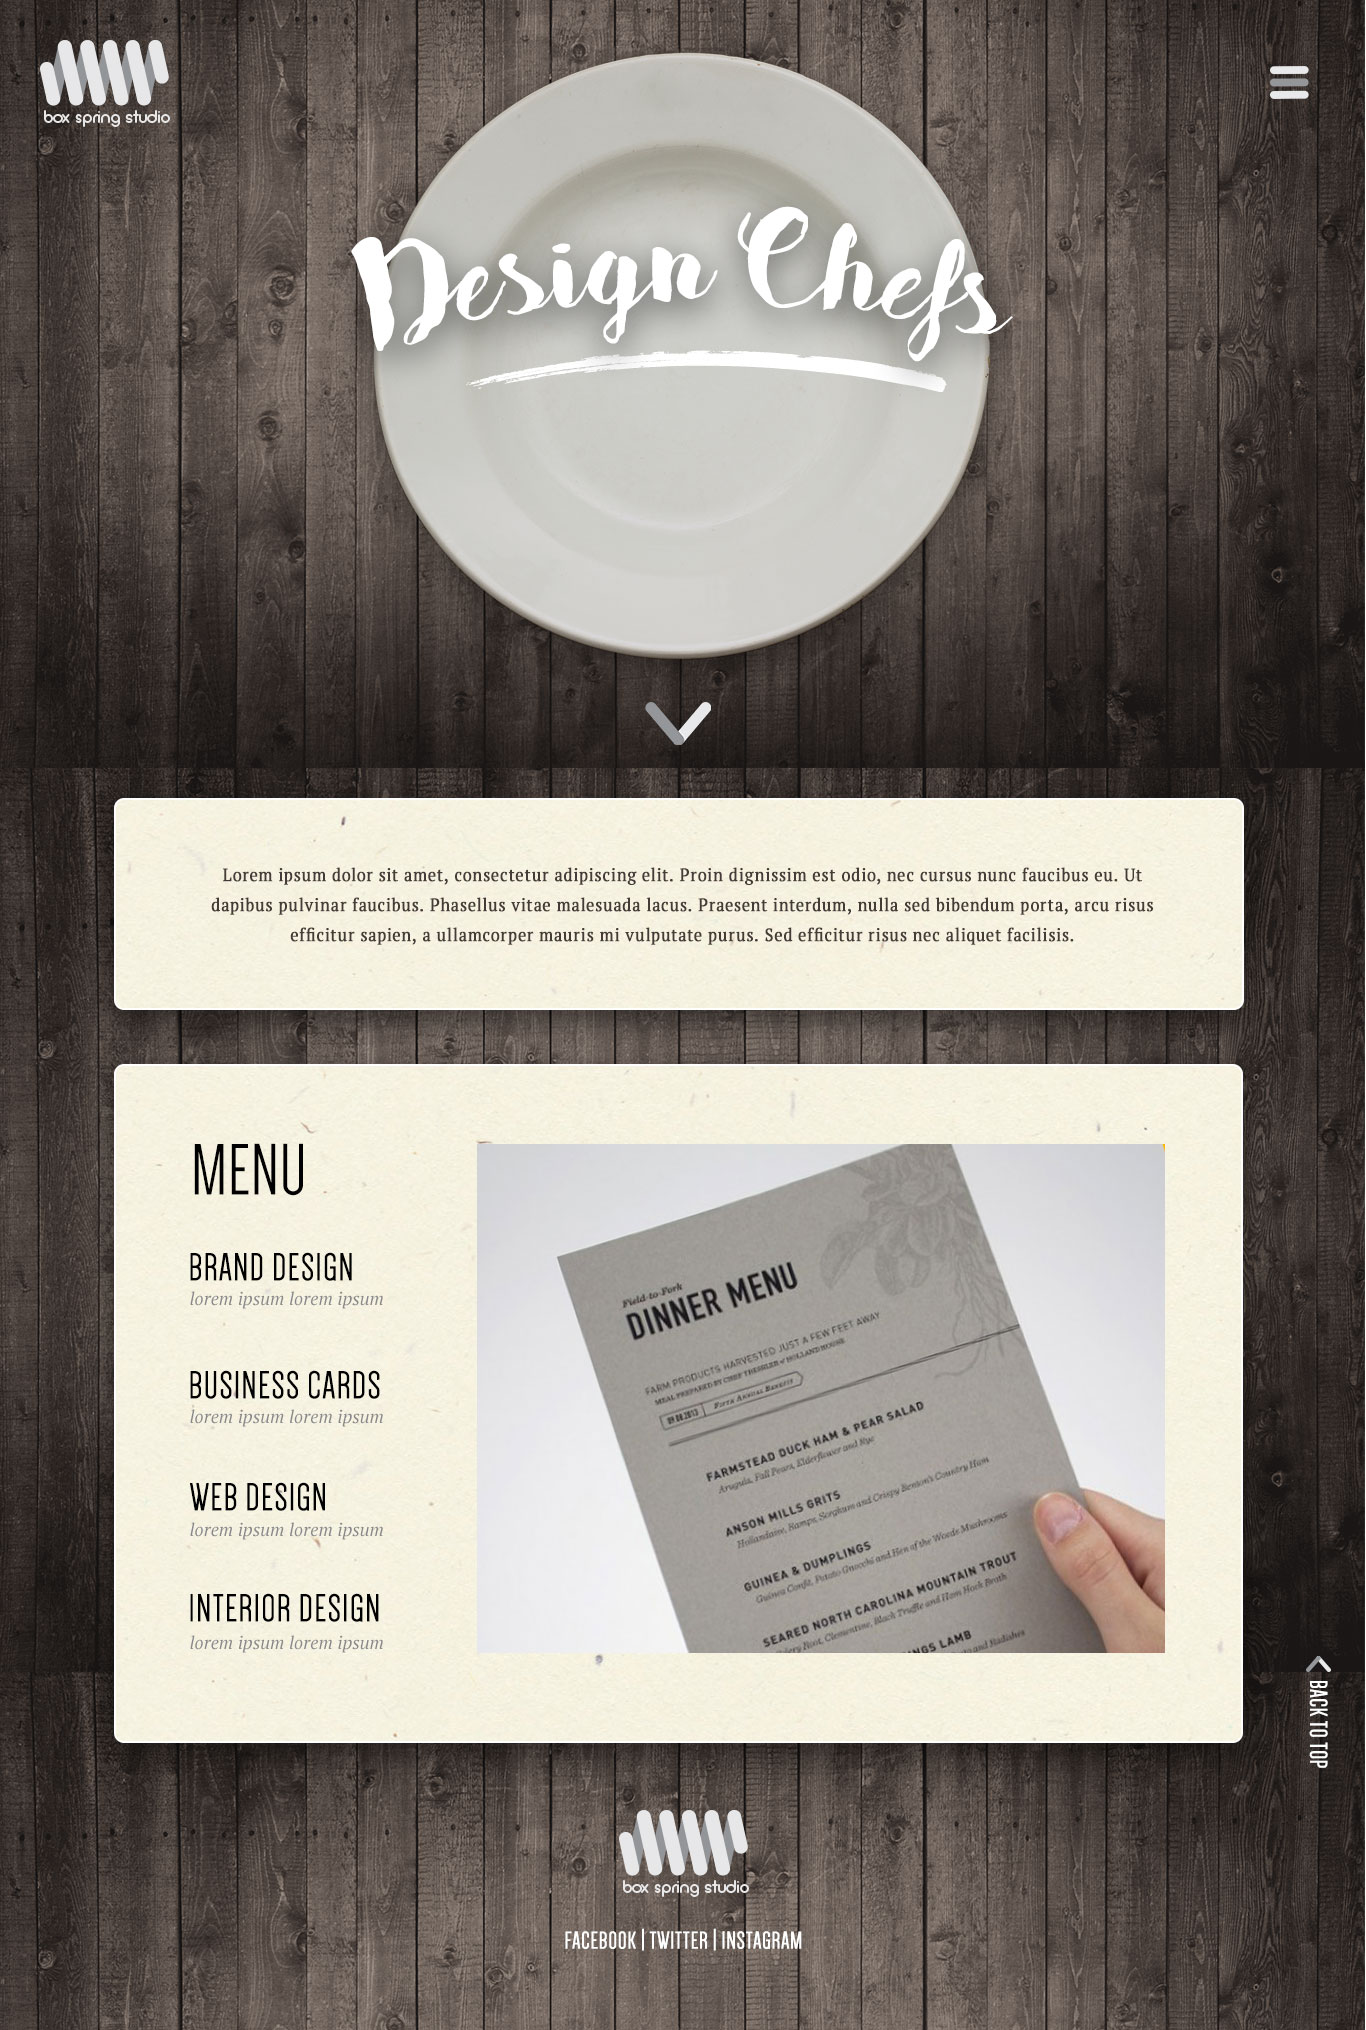 box spring studio
Design Chefs
Lorem ipsum dolor sit amet, consectetur adipiscing elit. Proin dignissim est odio, nec cursus nunc faucibus eu. Ut
dapibus pulvinar faucibus. Phasellus vitae malesuada lacus. Praesent interdum, nulla sed bibendum porta, arcu risus
efficitur sapien, a ullamcorper mauris mi vulputate purus. Sed efficitur risus nec aliquet facilisis.
MENU
BRAND DESIGN
lorem ipsum lorem ipsum
BUSINESS CARDS
lorem ipsum lorem ipsum
WEB DESIGN
lorem ipsum lorem ipsum
INTERIOR DESIGN
lorem ipsum lorem ipsum
Field-to-Fork
DINNER MENU
FARM PRODUCTS HARVESTED JUST A FEW FEET AWAY
MEAL PREPARED BY CHEF THESSLER of HOLLAND HOUSE
09.08.2013 Fifth Annual Benefit
FARMSTEAD DUCK HAM & PEAR SALAD
Arugula, Fall Pears, Elderflower and Rye
ANSON MILLS GRITS
Hollandaise, Ramps, Sorghum and Crispy Benton's Country Ham
GUINEA & DUMPLINGS
Guinea Confit, Potato Gnocchi and Hen of the Woods Mushrooms
SEARED NORTH CAROLINA MOUNTAIN TROUT
Root, Clementine, Black Truffle and Ham Hock Broth
LAMB
and Radishes
BACK TO TOP
box spring studio
FACEBOOK | TWITTER | INSTAGRAM